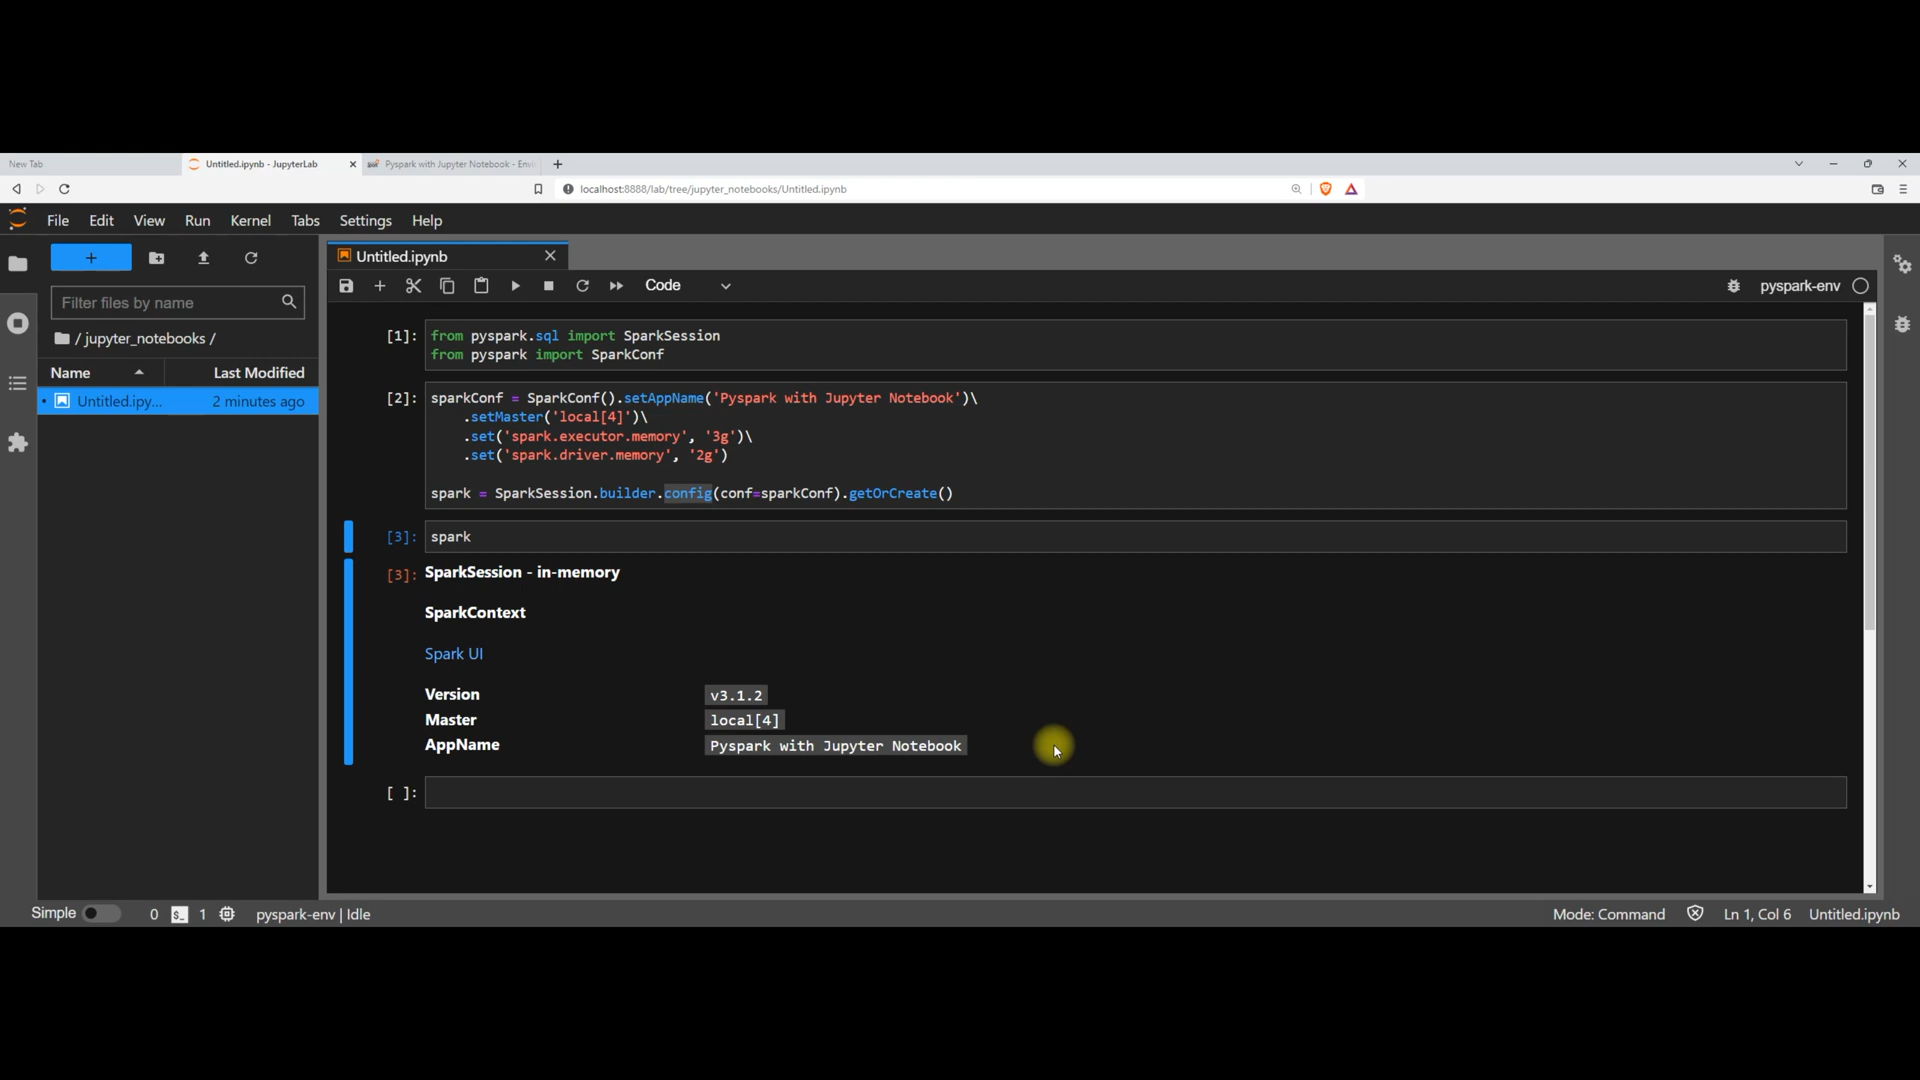 New Tab
Untitled.ipynb - JupyterLab
Pyspark with Jupyter Notebook - Envi
localhost:8888/lab/tree/jupyter_notebooks/Untitled.ipynb
File Edit View Run Kernel Tabs Settings Help
Untitled.ipynb
Filter files by name
Code
pyspark-env
/ jupyter_notebooks /
Name Last Modified
Untitled.ipy... 2 minutes ago
[1]: from pyspark.sql import SparkSession
from pyspark import SparkConf
[2]: sparkConf = SparkConf().setAppName('Pyspark with Jupyter Notebook')\
.setMaster('local[4]')\
.set('spark.executor.memory', '3g')\
.set('spark.driver.memory', '2g')
spark = SparkSession.builder.config(conf=sparkConf).getOrCreate()
[3]: spark
[3]: SparkSession - in-memory
SparkContext
Spark UI
Version v3.1.2
Master local[4]
AppName Pyspark with Jupyter Notebook
[ ]:
Simple 0 $_ 1 pyspark-env | Idle Mode: Command Ln 1, Col 6 Untitled.ipynb